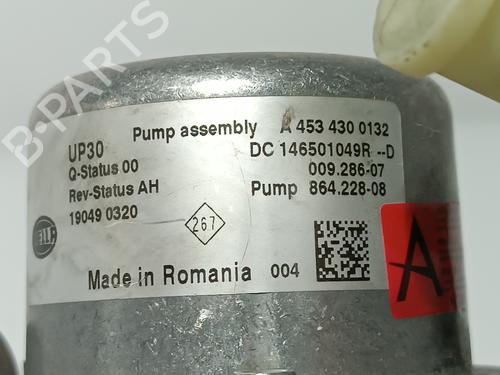 UP30 Pump assembly A 453 430 0132
Q-Status 00 DC 146501049R --D
Rev-Status AH 009.286-07
19049 0320 Pump 864.228-08
267
Made in Romania 004
A
B-PARTS